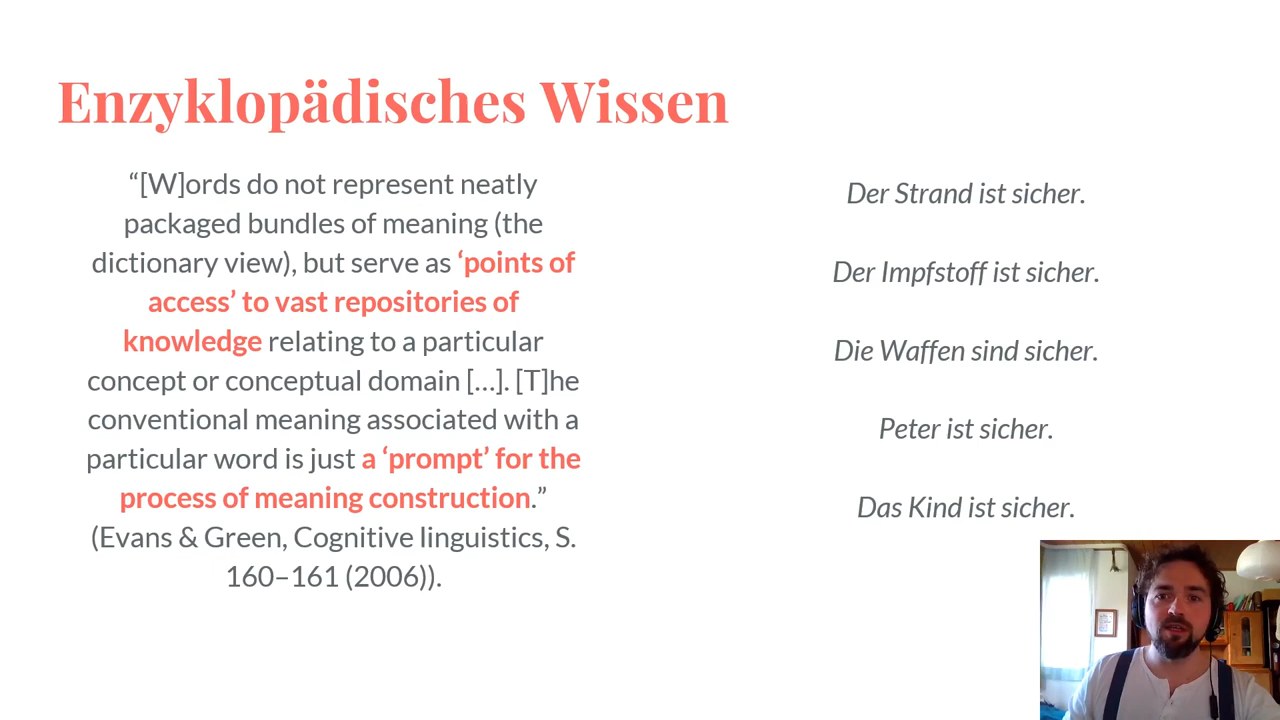 Enzyklopädisches Wissen
“[W]ords do not represent neatly
packaged bundles of meaning (the
dictionary view), but serve as ‘points of
access’ to vast repositories of
knowledge relating to a particular
concept or conceptual domain […]. [T]he
conventional meaning associated with a
particular word is just a ‘prompt’ for the
process of meaning construction.”
(Evans & Green, Cognitive linguistics, S.
160–161 (2006)).
Der Strand ist sicher.
Der Impfstoff ist sicher.
Die Waffen sind sicher.
Peter ist sicher.
Das Kind ist sicher.